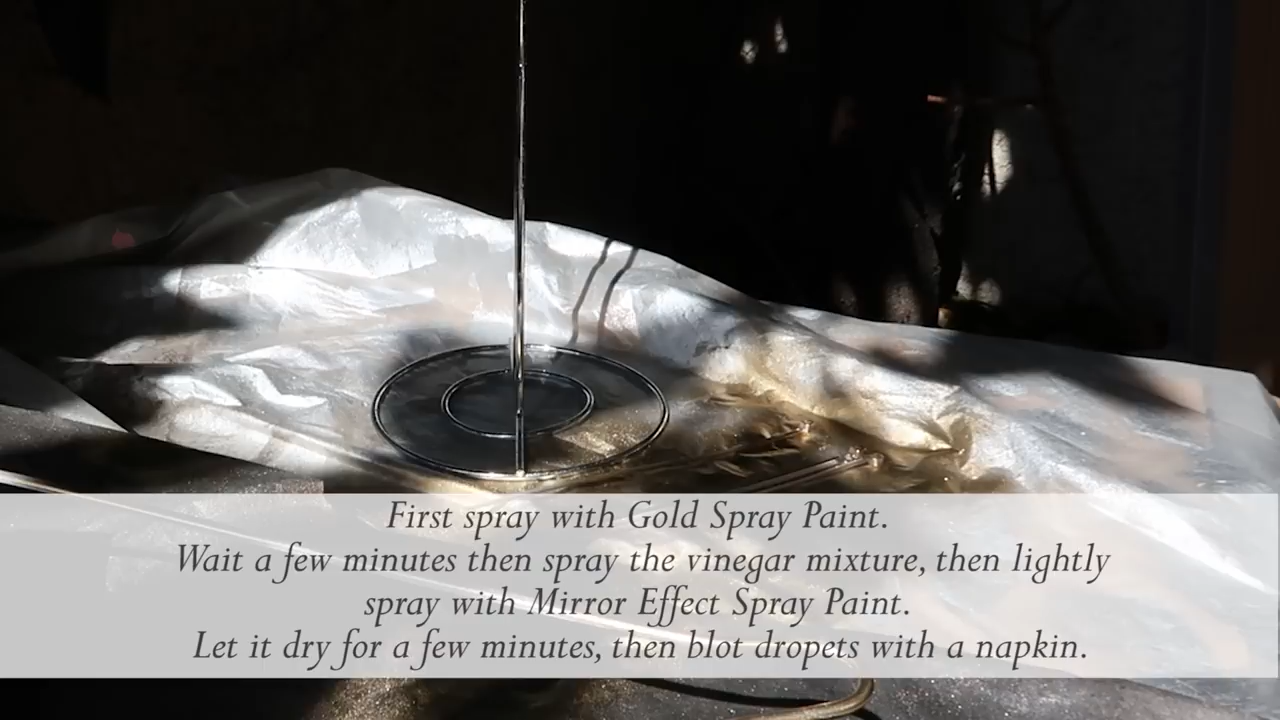 First spray with Gold Spray Paint.
Wait a few minutes then spray the vinegar mixture, then lightly
spray with Mirror Effect Spray Paint.
Let it dry for a few minutes, then blot dropets with a napkin.